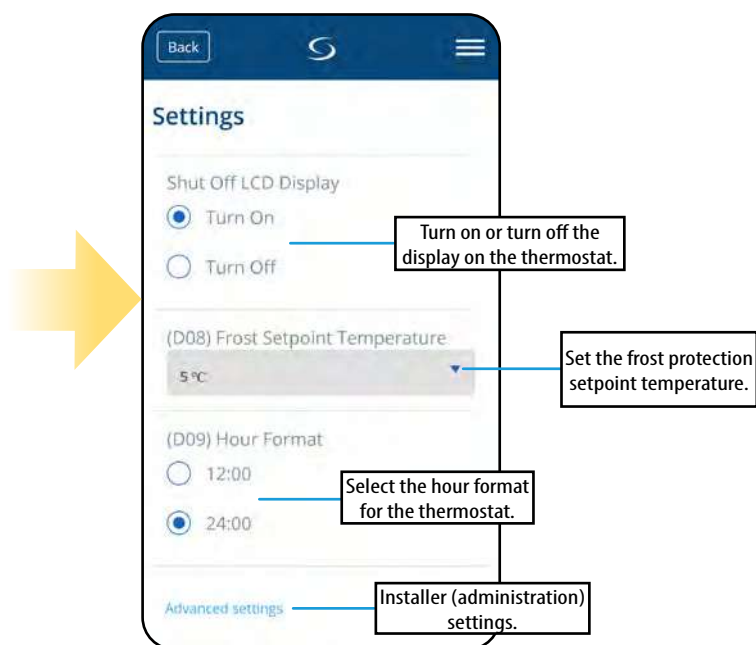 Back
Settings
Shut Off LCD Display
Turn On
Turn Off
Turn on or turn off the
display on the thermostat.
(D08) Frost Setpoint Temperature
5 °C
Set the frost protection
setpoint temperature.
(D09) Hour Format
12:00
24:00
Select the hour format
for the thermostat.
Advanced settings
Installer (administration)
settings.